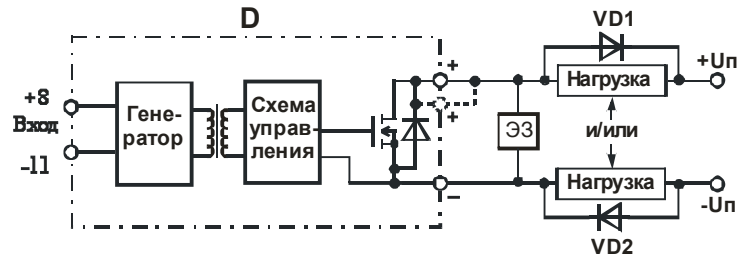 D
VD1
+8
Вход
-11
Гене-
ратор
Схема
управ-
ления
+
+
–
ЭЗ
Нагрузка
+Uп
и/или
Нагрузка
-Uп
VD2